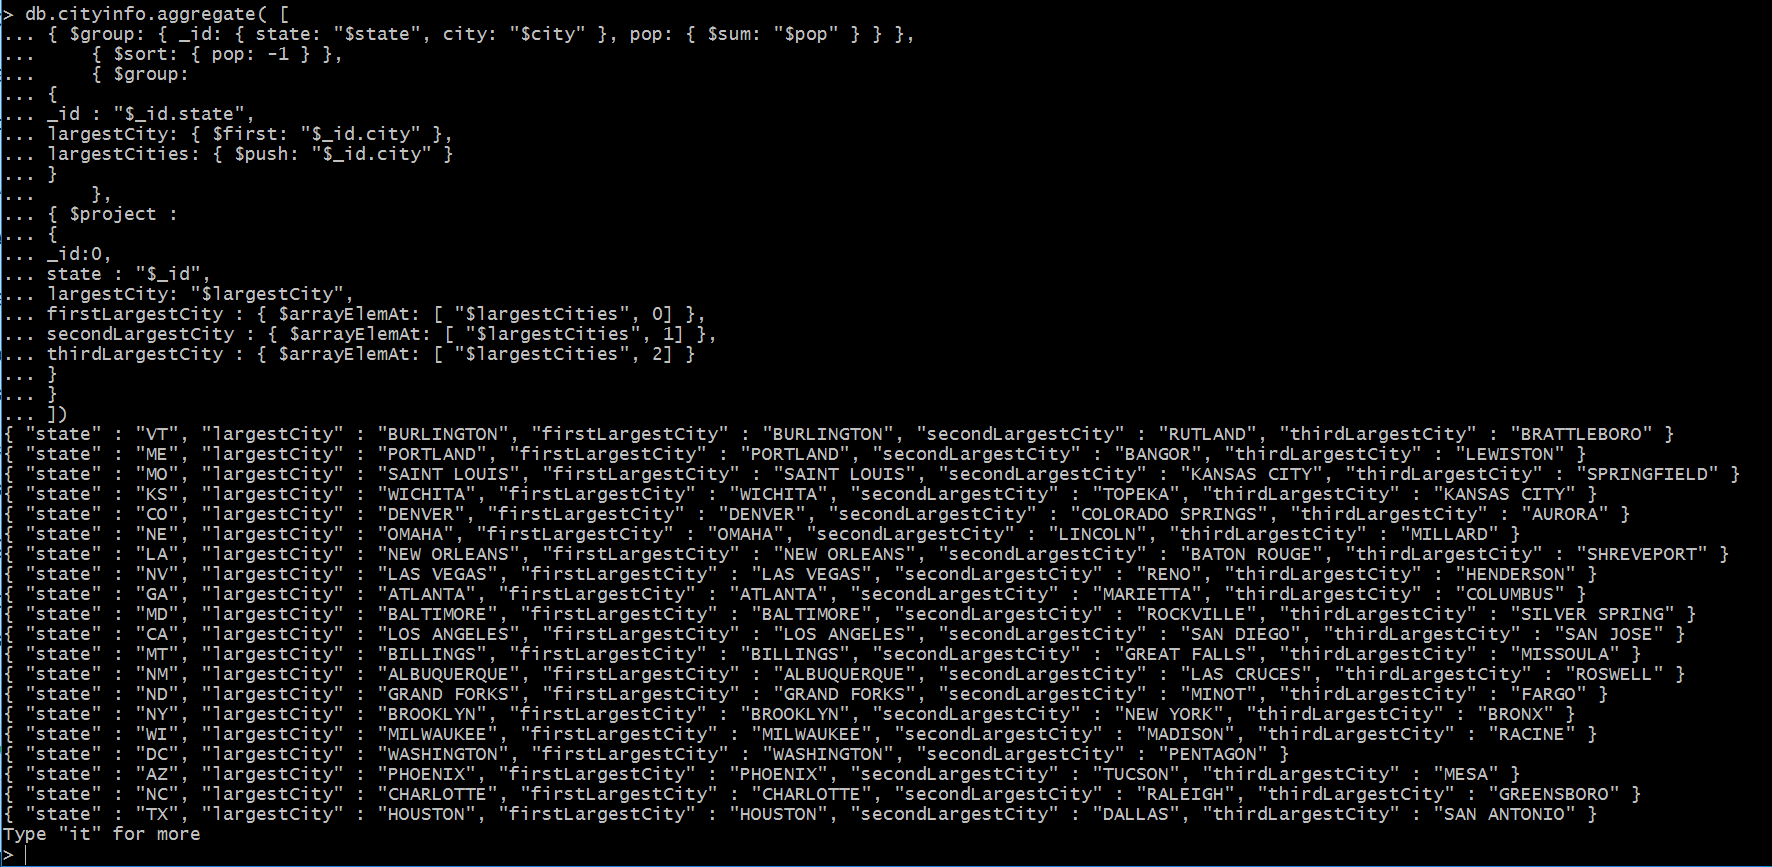 > db.cityinfo.aggregate( [
... { $group: { _id: { state: "$state", city: "$city" }, pop: { $sum: "$pop" } } },
...     { $sort: { pop: -1 } },
...     { $group:
... {
... _id : "$_id.state",
... largestCity: { $first: "$_id.city" },
... largestCities: { $push: "$_id.city" }
... }
...     },
... { $project :
... {
... _id:0,
... state : "$_id",
... largestCity: "$largestCity",
... firstLargestCity : { $arrayElemAt: [ "$largestCities", 0] },
... secondLargestCity : { $arrayElemAt: [ "$largestCities", 1] },
... thirdLargestCity : { $arrayElemAt: [ "$largestCities", 2] }
... }
... }
... ])
{ "state" : "VT", "largestCity" : "BURLINGTON", "firstLargestCity" : "BURLINGTON", "secondLargestCity" : "RUTLAND", "thirdLargestCity" : "BRATTLEBORO" }
{ "state" : "ME", "largestCity" : "PORTLAND", "firstLargestCity" : "PORTLAND", "secondLargestCity" : "BANGOR", "thirdLargestCity" : "LEWISTON" }
{ "state" : "MO", "largestCity" : "SAINT LOUIS", "firstLargestCity" : "SAINT LOUIS", "secondLargestCity" : "KANSAS CITY", "thirdLargestCity" : "SPRINGFIELD" }
{ "state" : "KS", "largestCity" : "WICHITA", "firstLargestCity" : "WICHITA", "secondLargestCity" : "TOPEKA", "thirdLargestCity" : "KANSAS CITY" }
{ "state" : "CO", "largestCity" : "DENVER", "firstLargestCity" : "DENVER", "secondLargestCity" : "COLORADO SPRINGS", "thirdLargestCity" : "AURORA" }
{ "state" : "NE", "largestCity" : "OMAHA", "firstLargestCity" : "OMAHA", "secondLargestCity" : "LINCOLN", "thirdLargestCity" : "MILLARD" }
{ "state" : "LA", "largestCity" : "NEW ORLEANS", "firstLargestCity" : "NEW ORLEANS", "secondLargestCity" : "BATON ROUGE", "thirdLargestCity" : "SHREVEPORT" }
{ "state" : "NV", "largestCity" : "LAS VEGAS", "firstLargestCity" : "LAS VEGAS", "secondLargestCity" : "RENO", "thirdLargestCity" : "HENDERSON" }
{ "state" : "GA", "largestCity" : "ATLANTA", "firstLargestCity" : "ATLANTA", "secondLargestCity" : "MARIETTA", "thirdLargestCity" : "COLUMBUS" }
{ "state" : "MD", "largestCity" : "BALTIMORE", "firstLargestCity" : "BALTIMORE", "secondLargestCity" : "ROCKVILLE", "thirdLargestCity" : "SILVER SPRING" }
{ "state" : "CA", "largestCity" : "LOS ANGELES", "firstLargestCity" : "LOS ANGELES", "secondLargestCity" : "SAN DIEGO", "thirdLargestCity" : "SAN JOSE" }
{ "state" : "MT", "largestCity" : "BILLINGS", "firstLargestCity" : "BILLINGS", "secondLargestCity" : "GREAT FALLS", "thirdLargestCity" : "MISSOULA" }
{ "state" : "NM", "largestCity" : "ALBUQUERQUE", "firstLargestCity" : "ALBUQUERQUE", "secondLargestCity" : "LAS CRUCES", "thirdLargestCity" : "ROSWELL" }
{ "state" : "ND", "largestCity" : "GRAND FORKS", "firstLargestCity" : "GRAND FORKS", "secondLargestCity" : "MINOT", "thirdLargestCity" : "FARGO" }
{ "state" : "NY", "largestCity" : "BROOKLYN", "firstLargestCity" : "BROOKLYN", "secondLargestCity" : "NEW YORK", "thirdLargestCity" : "BRONX" }
{ "state" : "WI", "largestCity" : "MILWAUKEE", "firstLargestCity" : "MILWAUKEE", "secondLargestCity" : "MADISON", "thirdLargestCity" : "RACINE" }
{ "state" : "DC", "largestCity" : "WASHINGTON", "firstLargestCity" : "WASHINGTON", "secondLargestCity" : "PENTAGON" }
{ "state" : "AZ", "largestCity" : "PHOENIX", "firstLargestCity" : "PHOENIX", "secondLargestCity" : "TUCSON", "thirdLargestCity" : "MESA" }
{ "state" : "NC", "largestCity" : "CHARLOTTE", "firstLargestCity" : "CHARLOTTE", "secondLargestCity" : "RALEIGH", "thirdLargestCity" : "GREENSBORO" }
{ "state" : "TX", "largestCity" : "HOUSTON", "firstLargestCity" : "HOUSTON", "secondLargestCity" : "DALLAS", "thirdLargestCity" : "SAN ANTONIO" }
Type "it" for more
>